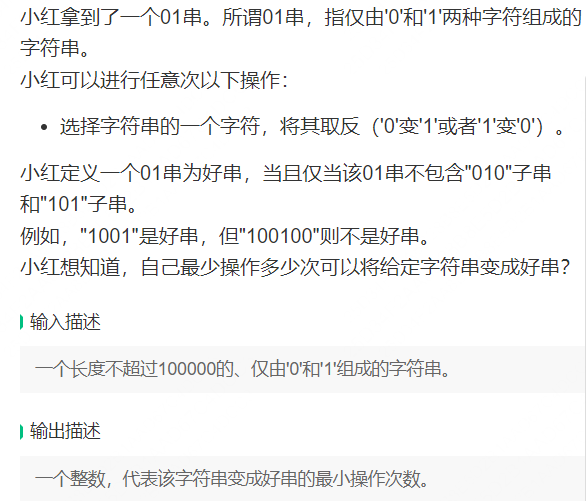 小红拿到了一个01串。所谓01串，指仅由'0'和'1'两种字符组成的
字符串。
小红可以进行任意次以下操作：
• 选择字符串的一个字符，将其取反（'0'变'1'或者'1'变'0'）。
小红定义一个01串为好串，当且仅当该01串不包含"010"子串
和"101"子串。
例如，"1001"是好串，但"100100"则不是好串。
小红想知道，自己最少操作多少次可以将给定字符串变成好串？
输入描述
一个长度不超过100000的、仅由'0'和'1'组成的字符串。
输出描述
一个整数，代表该字符串变成好串的最小操作次数。